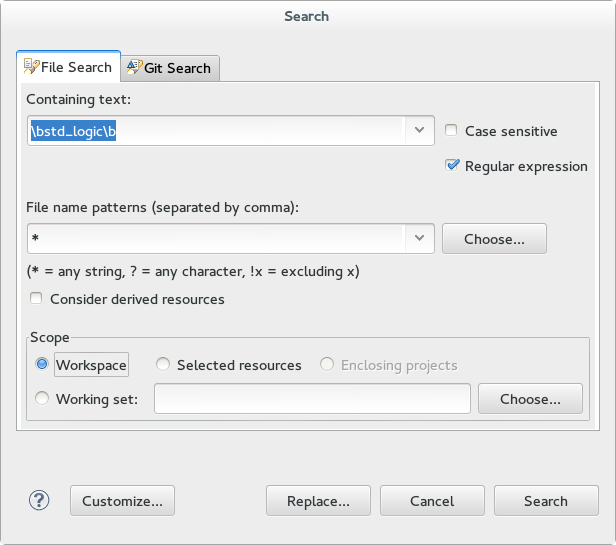 Search
File Search Git Search
Containing text:
\bstd_logic\b
Case sensitive
Regular expression
File name patterns (separated by comma):
*
Choose...
(* = any string, ? = any character, !x = excluding x)
Consider derived resources
Scope
Workspace Selected resources Enclosing projects
Working set: Choose...
? Customize... Replace... Cancel Search